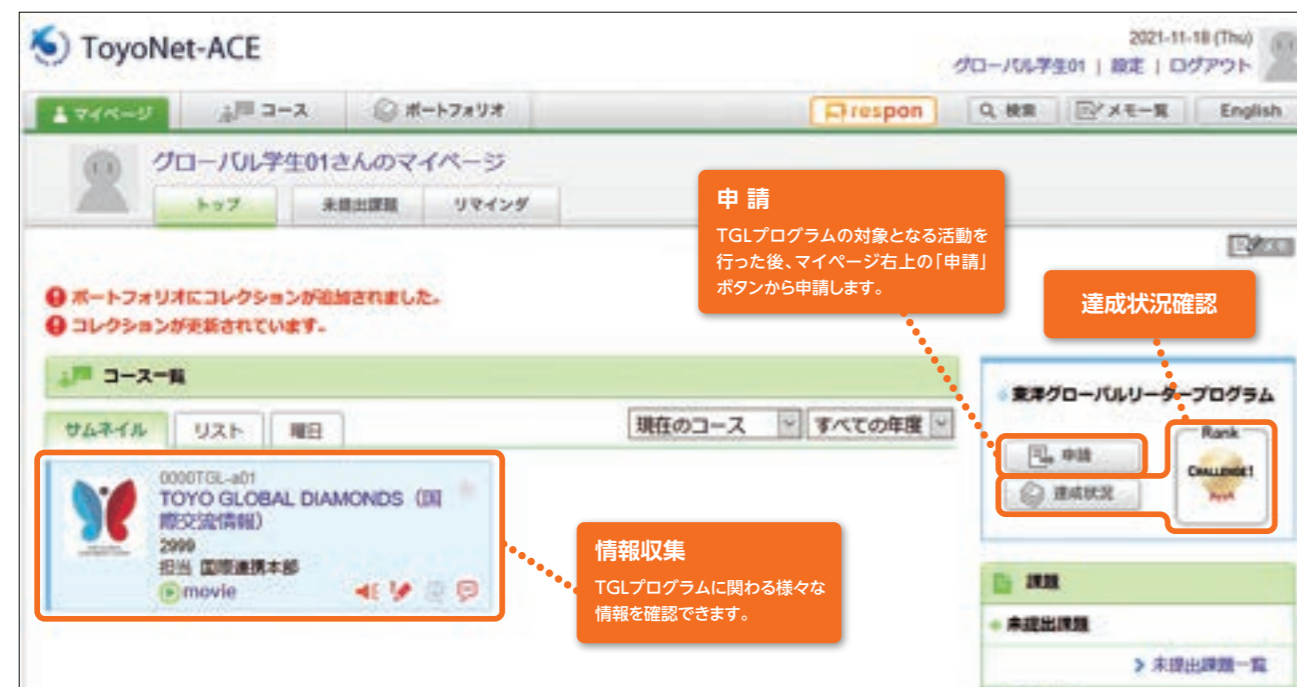 ToyoNet-ACE
2021-11-18 (Thu)
グローバル学生01 | 設定 | ログアウト
マイページ
コース
ポートフォリオ
respon
検索
メモ一覧
English
グローバル学生01さんのマイページ
トップ
未提出課題
リマインダ
申 請
TGLプログラムの対象となる活動を
行った後、マイページ右上の「申請」
ボタンから申請します。
メモ
達成状況確認
ポートフォリオにコレクションが追加されました。
コレクションが更新されています。
コース一覧
サムネイル
リスト
曜日
現在のコース
すべての年度
東洋グローバルリータープログラム
申請
達成状況
Rank
CHALLENGE!
0000TGL-a01
TOYO GLOBAL DIAMONDS（国
際交流情報）
2999
担当 国際連携本部
movie
情報収集
TGLプログラムに関わる様々な
情報を確認できます。
課題
未提出課題
未提出課題一覧